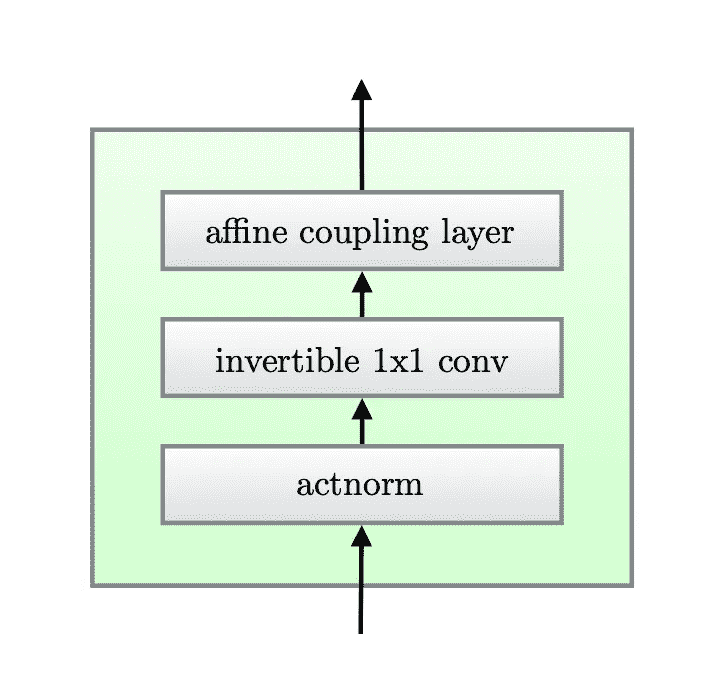 affine coupling layer
invertible 1x1 conv
actnorm